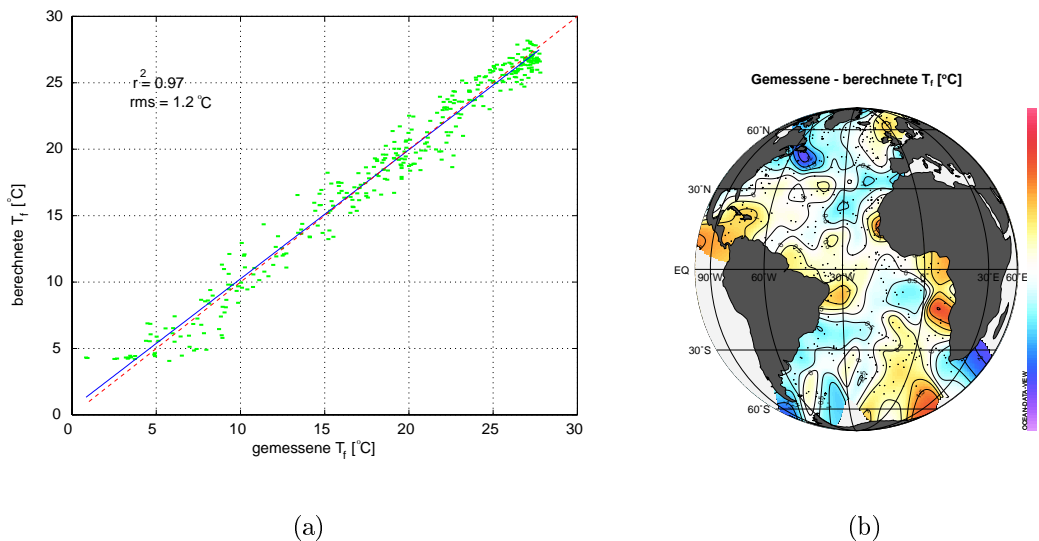 30
25
20
15
10
5
0
0
5
10
15
20
25
30
r² = 0.97
rms = 1.2 °C
berechnete T_f [°C]
gemessene T_f [°C]
(a)
Gemessene - berechnete T_f [°C]
60°N
30°N
EQ
30°S
60°S
90°W
60°W
30°W
0°
30°E
60°E
OCEAN-DATA-VIEW
(b)